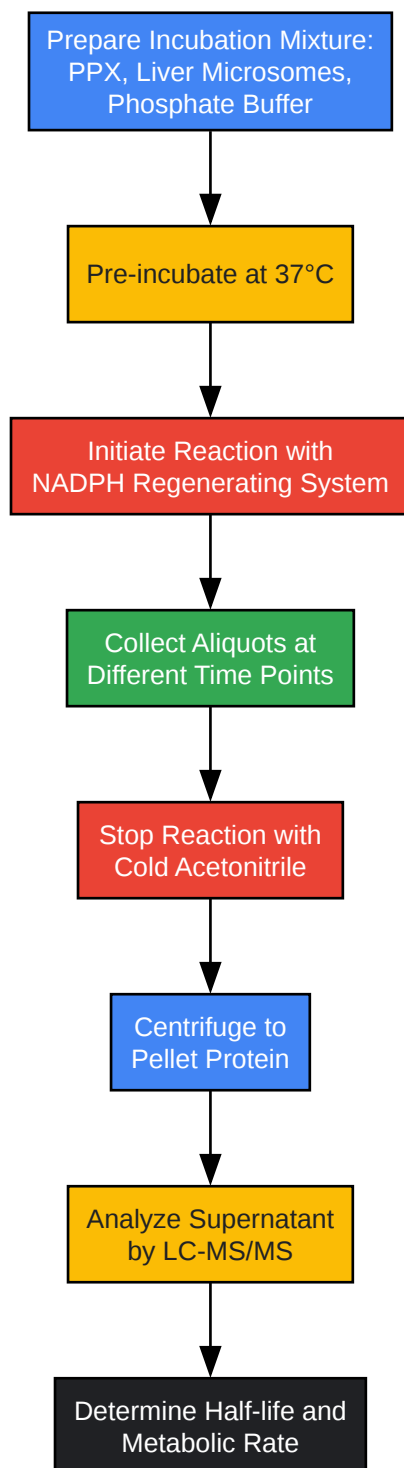 Prepare Incubation Mixture:
PPX, Liver Microsomes,
Phosphate Buffer
Pre-incubate at 37°C
Initiate Reaction with
NADPH Regenerating System
Collect Aliquots at
Different Time Points
Stop Reaction with
Cold Acetonitrile
Centrifuge to
Pellet Protein
Analyze Supernatant
by LC-MS/MS
Determine Half-life and
Metabolic Rate